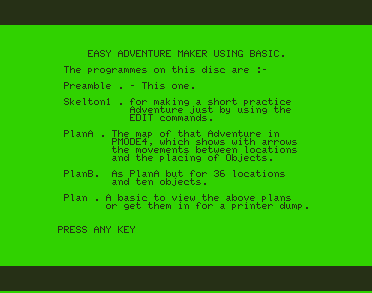 EASY ADVENTURE MAKER USING BASIC.
The programmes on this disc are :-
Preamble . - This one.
Skelton1 . for making a short practice
Adventure just by using the
EDIT commands.
PlanA . The map of that Adventure in
PMODE4, which shows with arrows
the movements between locations
and the placing of Objects.
PlanB. As PlanA but for 36 locations
and ten objects.
Plan . A basic to view the above plans
or get them in for a printer dump.
PRESS ANY KEY